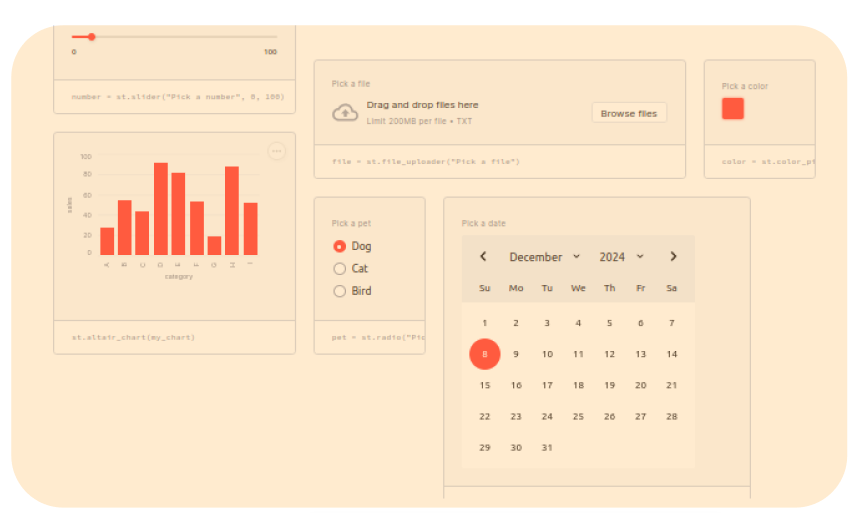 0 100
number = st.slider("Pick a number", 0, 100)
100
80
60
40
20
0
sales
A B C D E F G H I
category
st.altair_chart(my_chart)
Pick a file
Drag and drop files here
Limit 200MB per file • TXT
Browse files
file = st.file_uploader("Pick a file")
Pick a color
color = st.color_pi
Pick a pet
Dog
Cat
Bird
pet = st.radio("Pic
Pick a date
December 2024
Su Mo Tu We Th Fr Sa
1 2 3 4 5 6 7
8 9 10 11 12 13 14
15 16 17 18 19 20 21
22 23 24 25 26 27 28
29 30 31